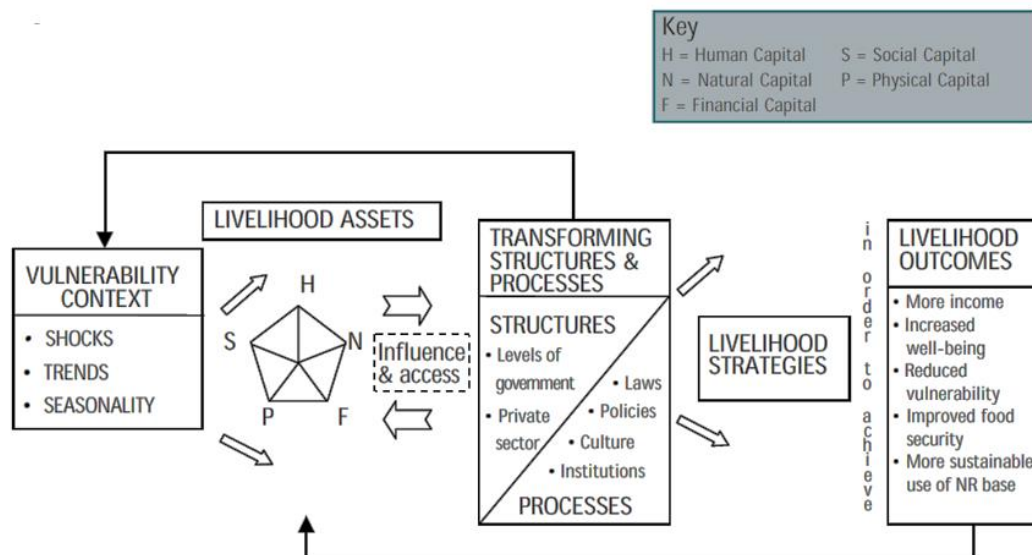 Key
H = Human Capital S = Social Capital
N = Natural Capital P = Physical Capital
F = Financial Capital
LIVELIHOOD ASSETS
VULNERABILITY
CONTEXT
• SHOCKS
• TRENDS
• SEASONALITY
H
S
N
P
F
Influence
& access
TRANSFORMING
STRUCTURES &
PROCESSES
STRUCTURES
• Levels of
government
• Private
sector
• Laws
• Policies
• Culture
• Institutions
PROCESSES
LIVELIHOOD
STRATEGIES
in order to achieve
LIVELIHOOD
OUTCOMES
• More income
• Increased
well-being
• Reduced
vulnerability
• Improved food
security
• More sustainable
use of NR base